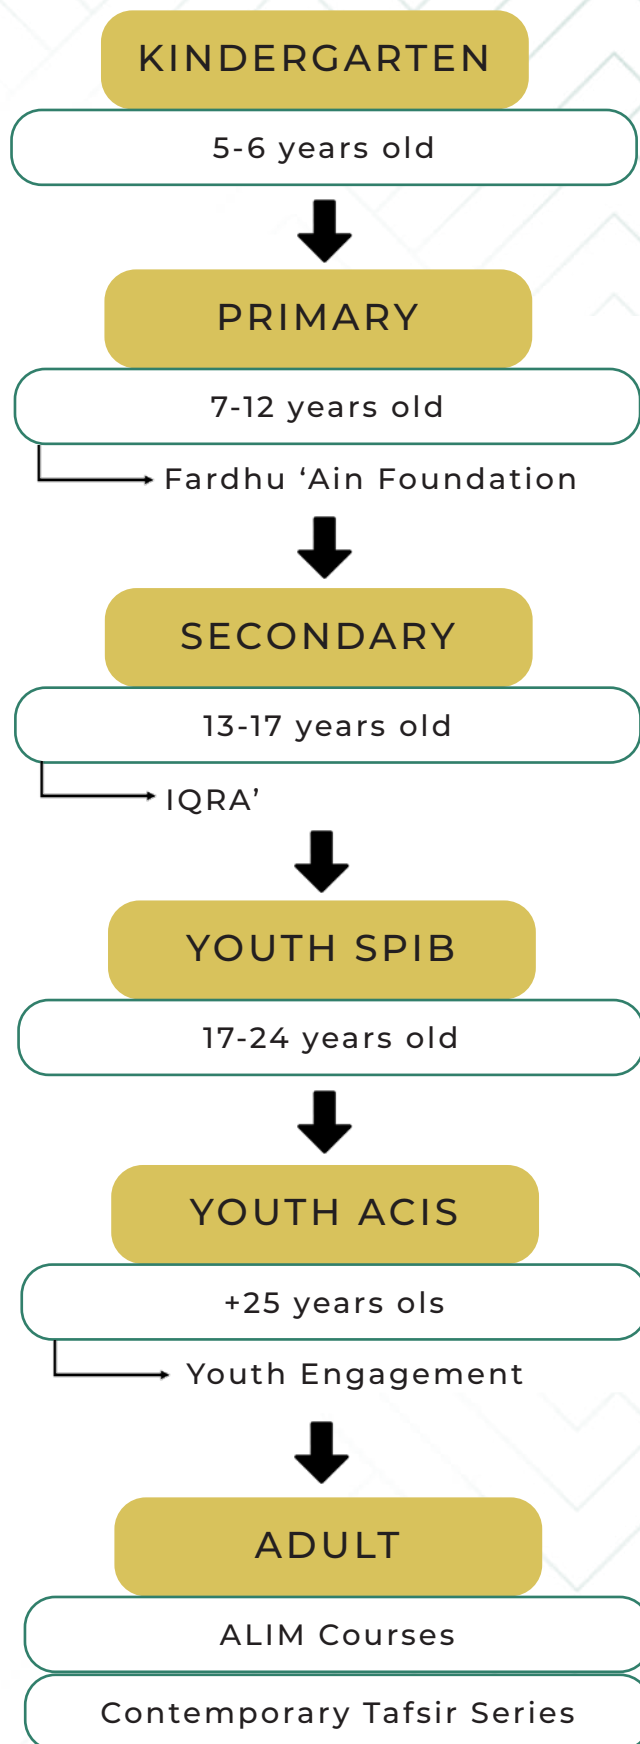 KINDERGARTEN
5-6 years old
PRIMARY
7-12 years old
Fardhu ‘Ain Foundation
SECONDARY
13-17 years old
IQRA’
YOUTH SPIB
17-24 years old
YOUTH ACIS
+25 years ols
Youth Engagement
ADULT
ALIM Courses
Contemporary Tafsir Series